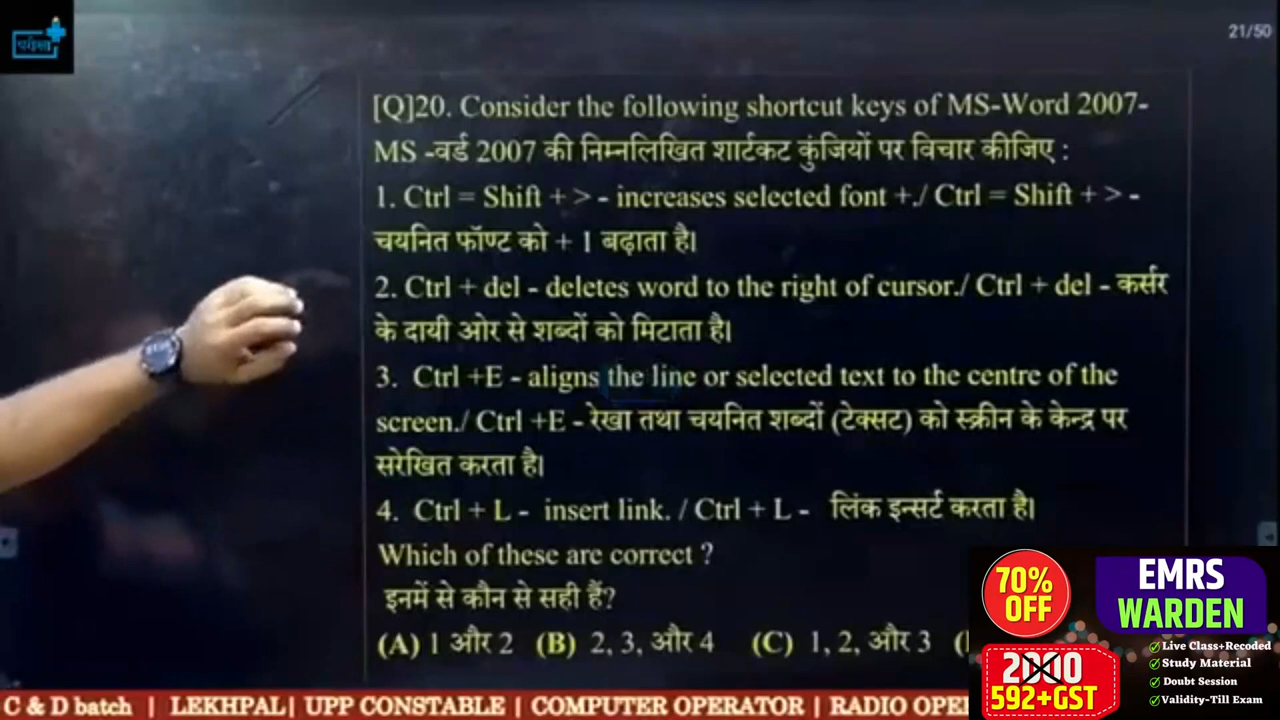 परीक्षा
21/50
[Q]20. Consider the following shortcut keys of MS-Word 2007-
MS -वर्ड 2007 की निम्नलिखित शार्टकट कुंजियों पर विचार कीजिए :
1. Ctrl = Shift + > - increases selected font +./ Ctrl = Shift + > -
चयनित फॉण्ट को + 1 बढ़ाता है।
2. Ctrl + del - deletes word to the right of cursor./ Ctrl + del - कर्सर
के दायी ओर से शब्दों को मिटाता है।
3. Ctrl +E - aligns the line or selected text to the centre of the
screen./ Ctrl +E - रेखा तथा चयनित शब्दों (टेक्सट) को स्क्रीन के केन्द्र पर
सरेखित करता है।
4. Ctrl + L - insert link. / Ctrl + L - लिंक इन्सर्ट करता है।
Which of these are correct ?
इनमें से कौन से सही हैं?
(A) 1 और 2 (B) 2, 3, और 4 (C) 1, 2, और 3
70%
OFF
EMRS
WARDEN
2000
592+GST
Live Class+Recoded
Study Material
Doubt Session
Validity-Till Exam
C & D batch | LEKHPAL | UP CONSTABLE | COMPUTER OPERATOR | RADIO OPE